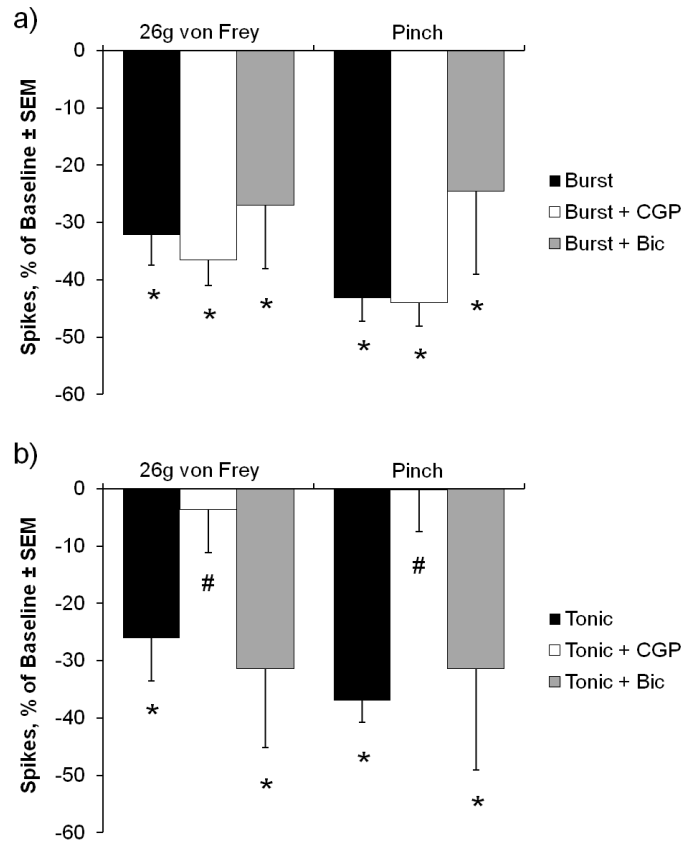 a)
26g von Frey
Pinch
0
-10
-20
-30
-40
-50
-60
Spikes, % of Baseline ± SEM
* * * * * *
Burst
Burst + CGP
Burst + Bic
b)
26g von Frey
Pinch
0
-10
-20
-30
-40
-50
-60
Spikes, % of Baseline ± SEM
* # * * # *
Tonic
Tonic + CGP
Tonic + Bic